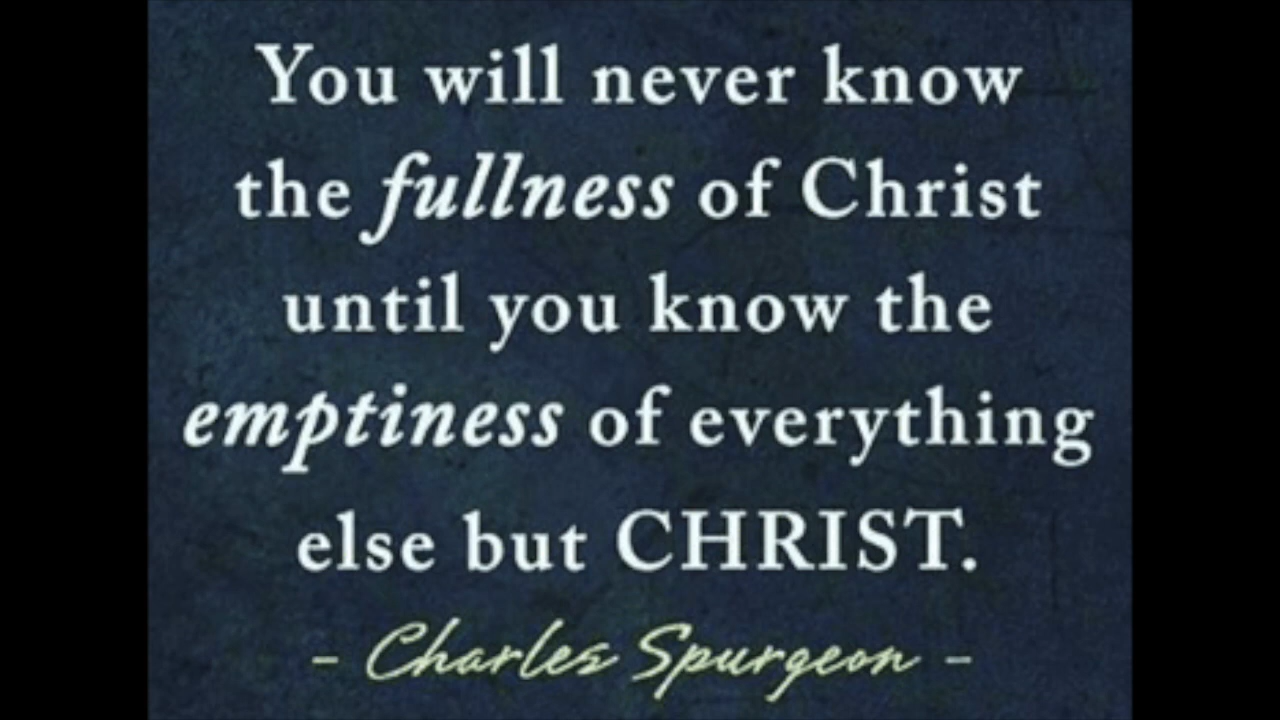 You will never know
the fullness of Christ
until you know the
emptiness of everything
else but CHRIST.
- Charles Spurgeon -